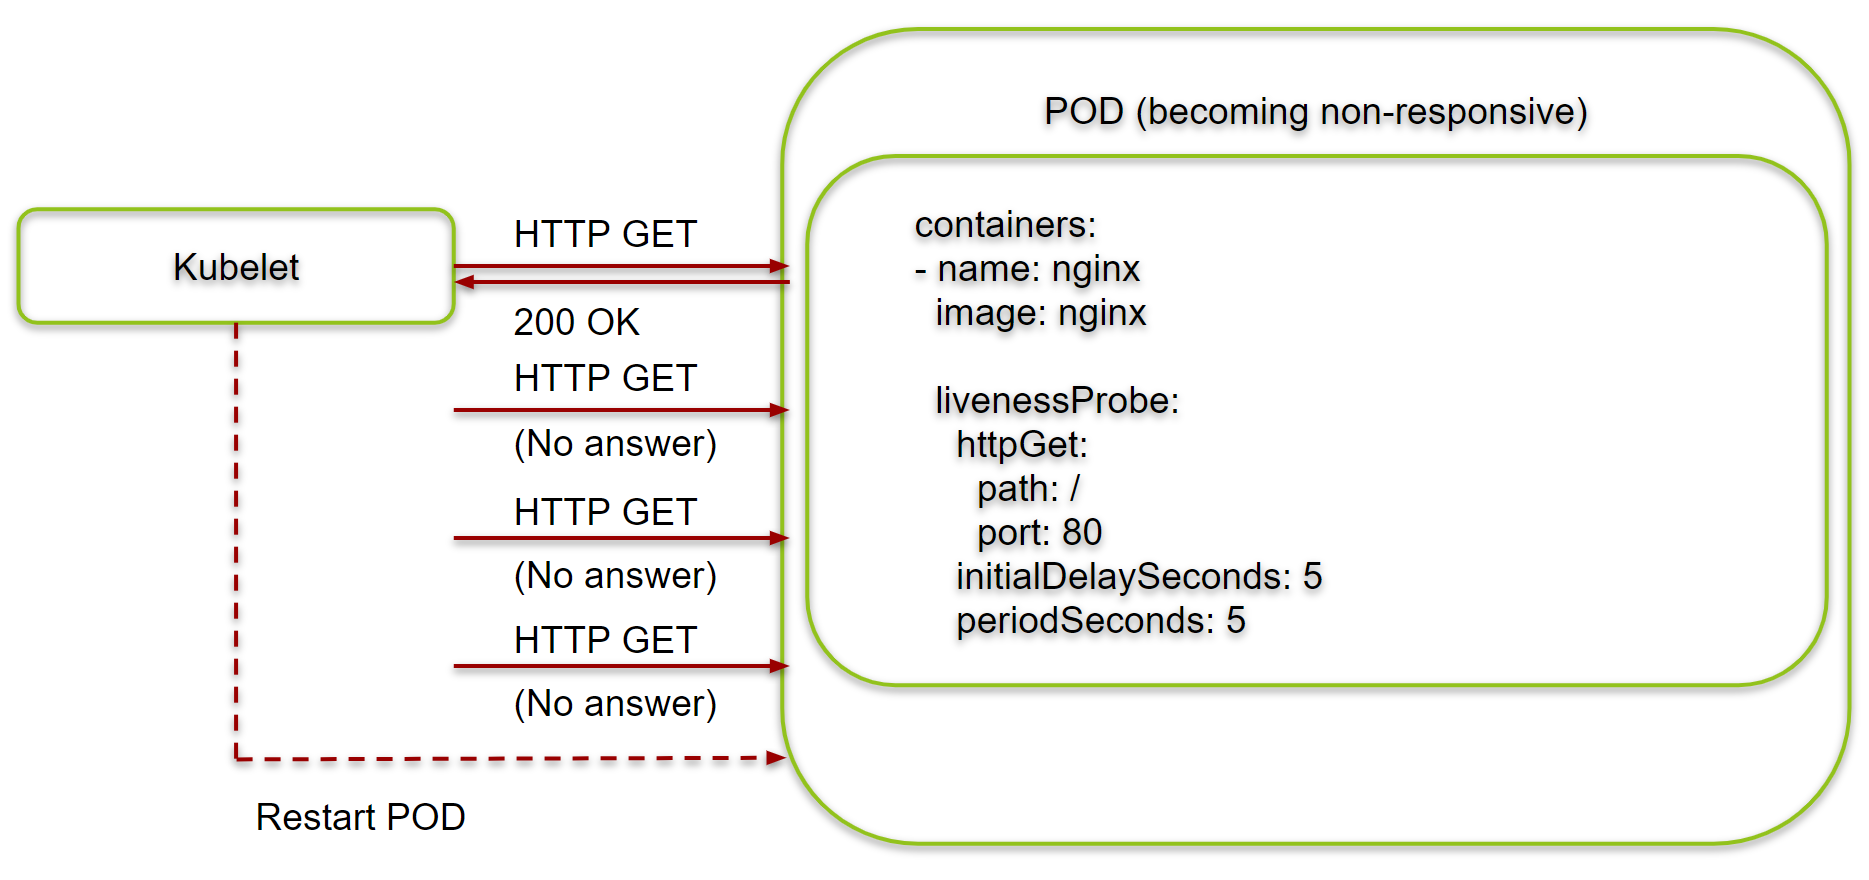 POD (becoming non-responsive)
Kubelet
HTTP GET
200 OK
HTTP GET
(No answer)
HTTP GET
(No answer)
HTTP GET
(No answer)
Restart POD
containers:
- name: nginx
image: nginx
livenessProbe:
httpGet:
path: /
port: 80
initialDelaySeconds: 5
periodSeconds: 5